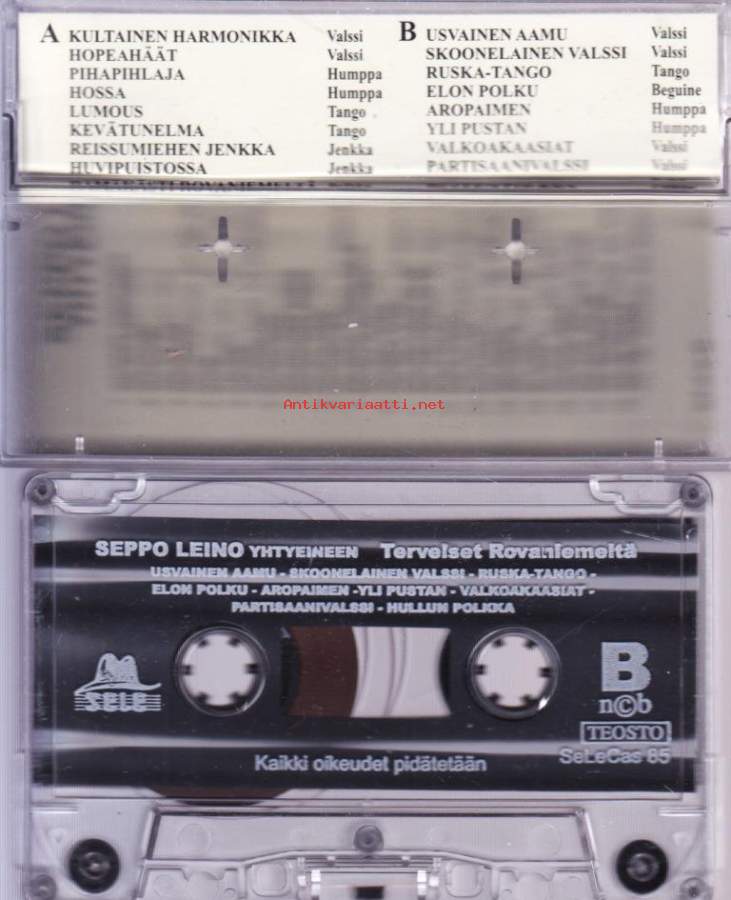 A KULTAINEN HARMONIKKA Valssi
HOPEAHÄÄT Valssi
PIHAPIHLAJA Humppa
HOSSA Humppa
LUMOUS Tango
KEVÄTUNELMA Tango
REISSUMIEHEN JENKKA Jenkka
HUVIPUISTOSSA Jenkka
B USVAINEN AAMU Valssi
SKOONELAINEN VALSSI Valssi
RUSKA-TANGO Tango
ELON POLKU Beguine
AROPAIMEN Humppa
YLI PUSTAN Humppa
VALKOAKAASIAT Valssi
PARTISAANIVALSSI Valssi
Antikvariaatti.net
SEPPO LEINO YHTYEINEEN Terveiset Rovaniemeltä
USVAINEN AAMU - SKOONELAINEN VALSSI - RUSKA-TANGO -
ELON POLKU - AROPAIMEN -YLI PUSTAN - VALKOAKAASIAT -
PARTISAANIVALSSI - HULLUN POLKKA
SELE
B
n©b
TEOSTO
SeLeCas 85
Kaikki oikeudet pidätetään